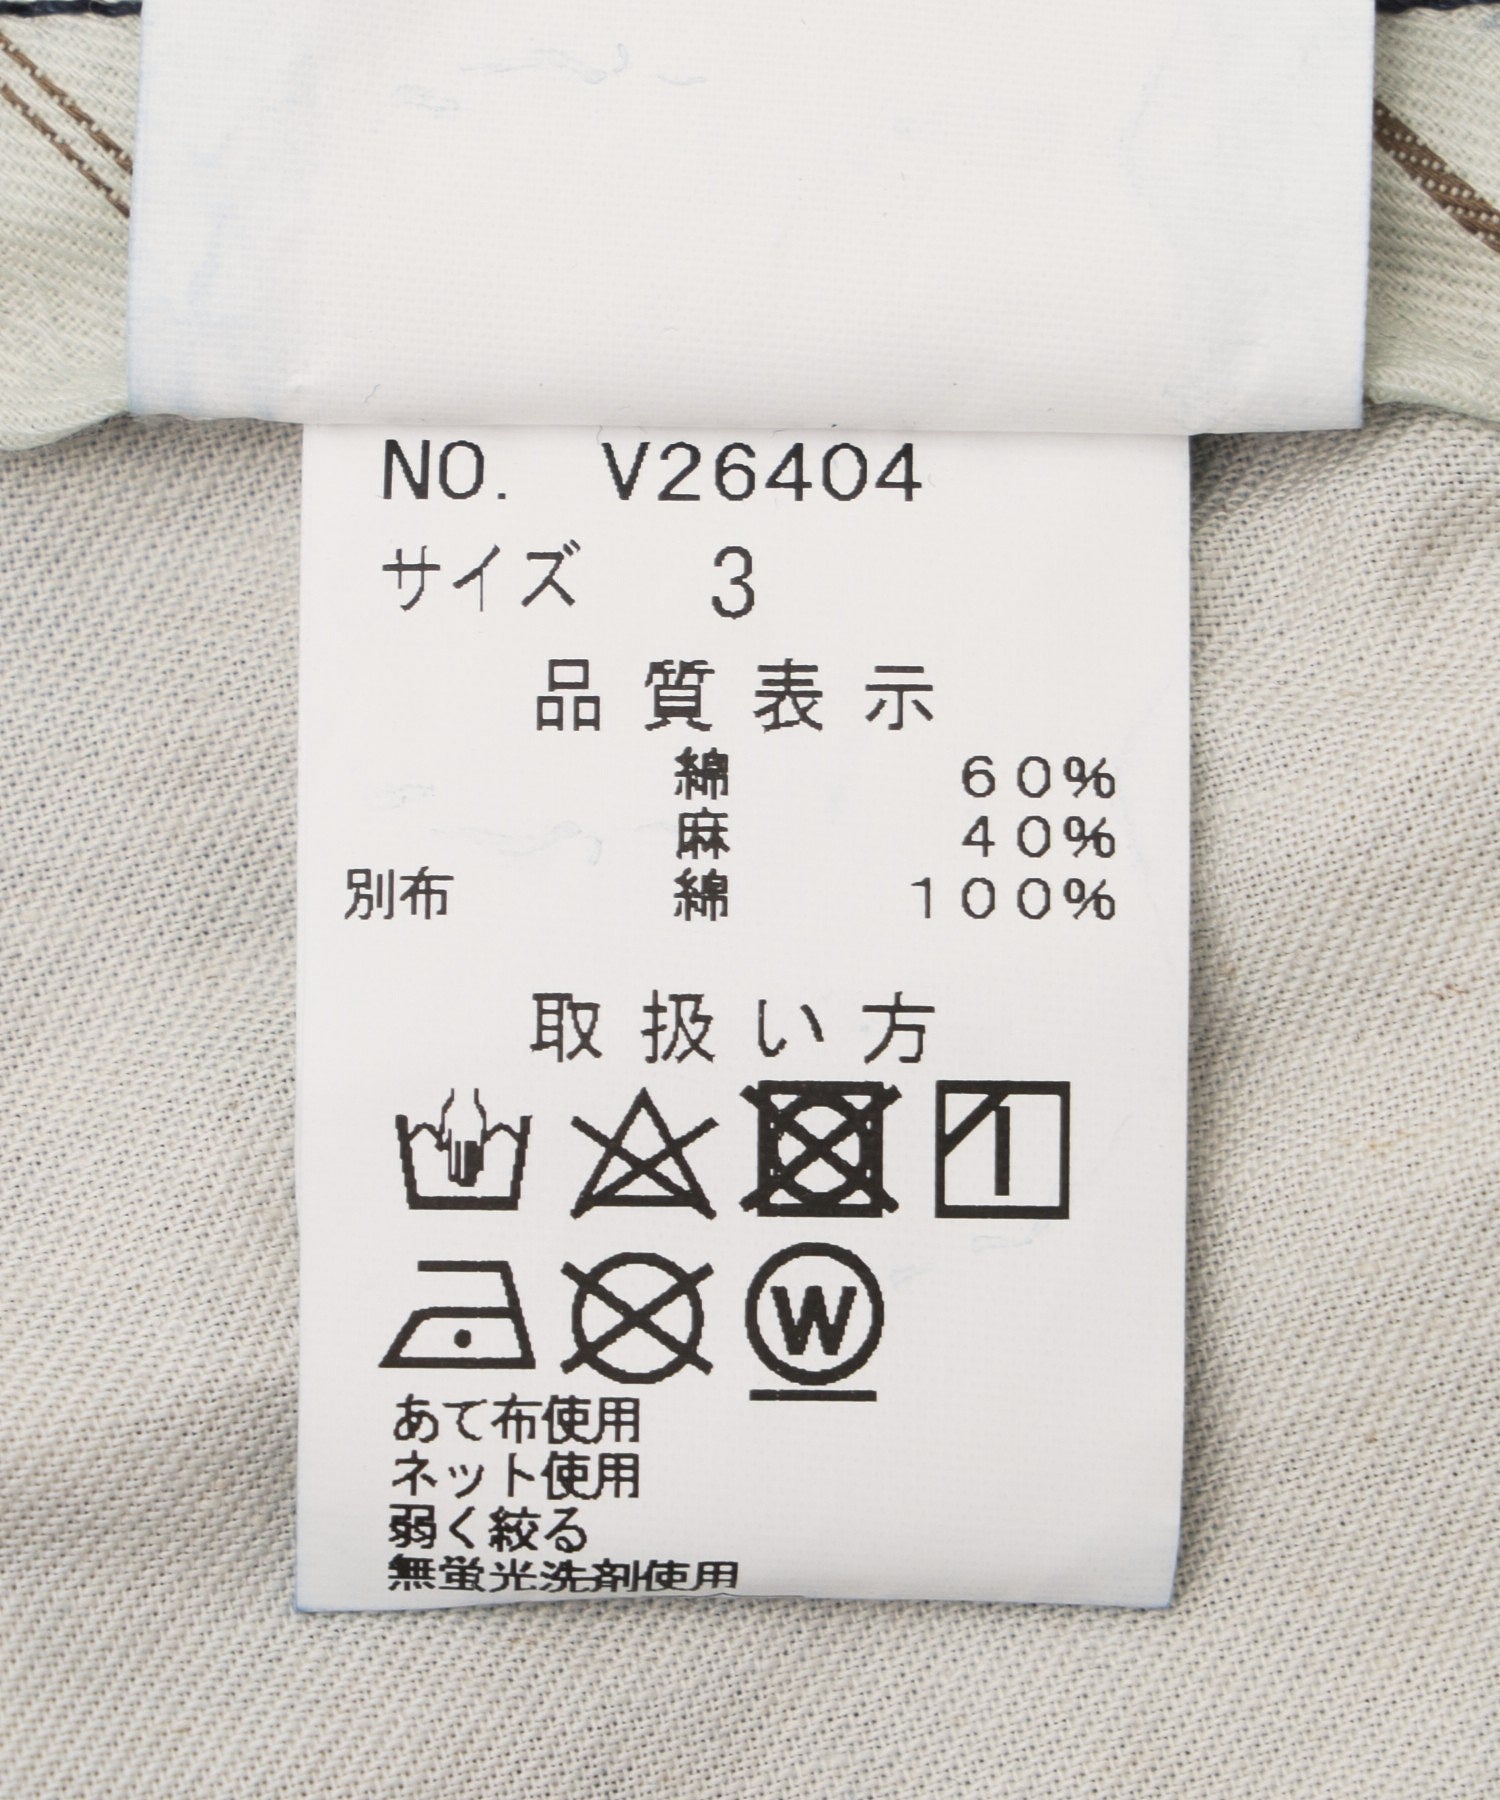 NO. V26404
サイズ 3
品質表示
綿 60%
麻 40%
別布 綿 100%
取扱い方
W
あて布使用
ネット使用
弱く絞る
無蛍光洗剤使用